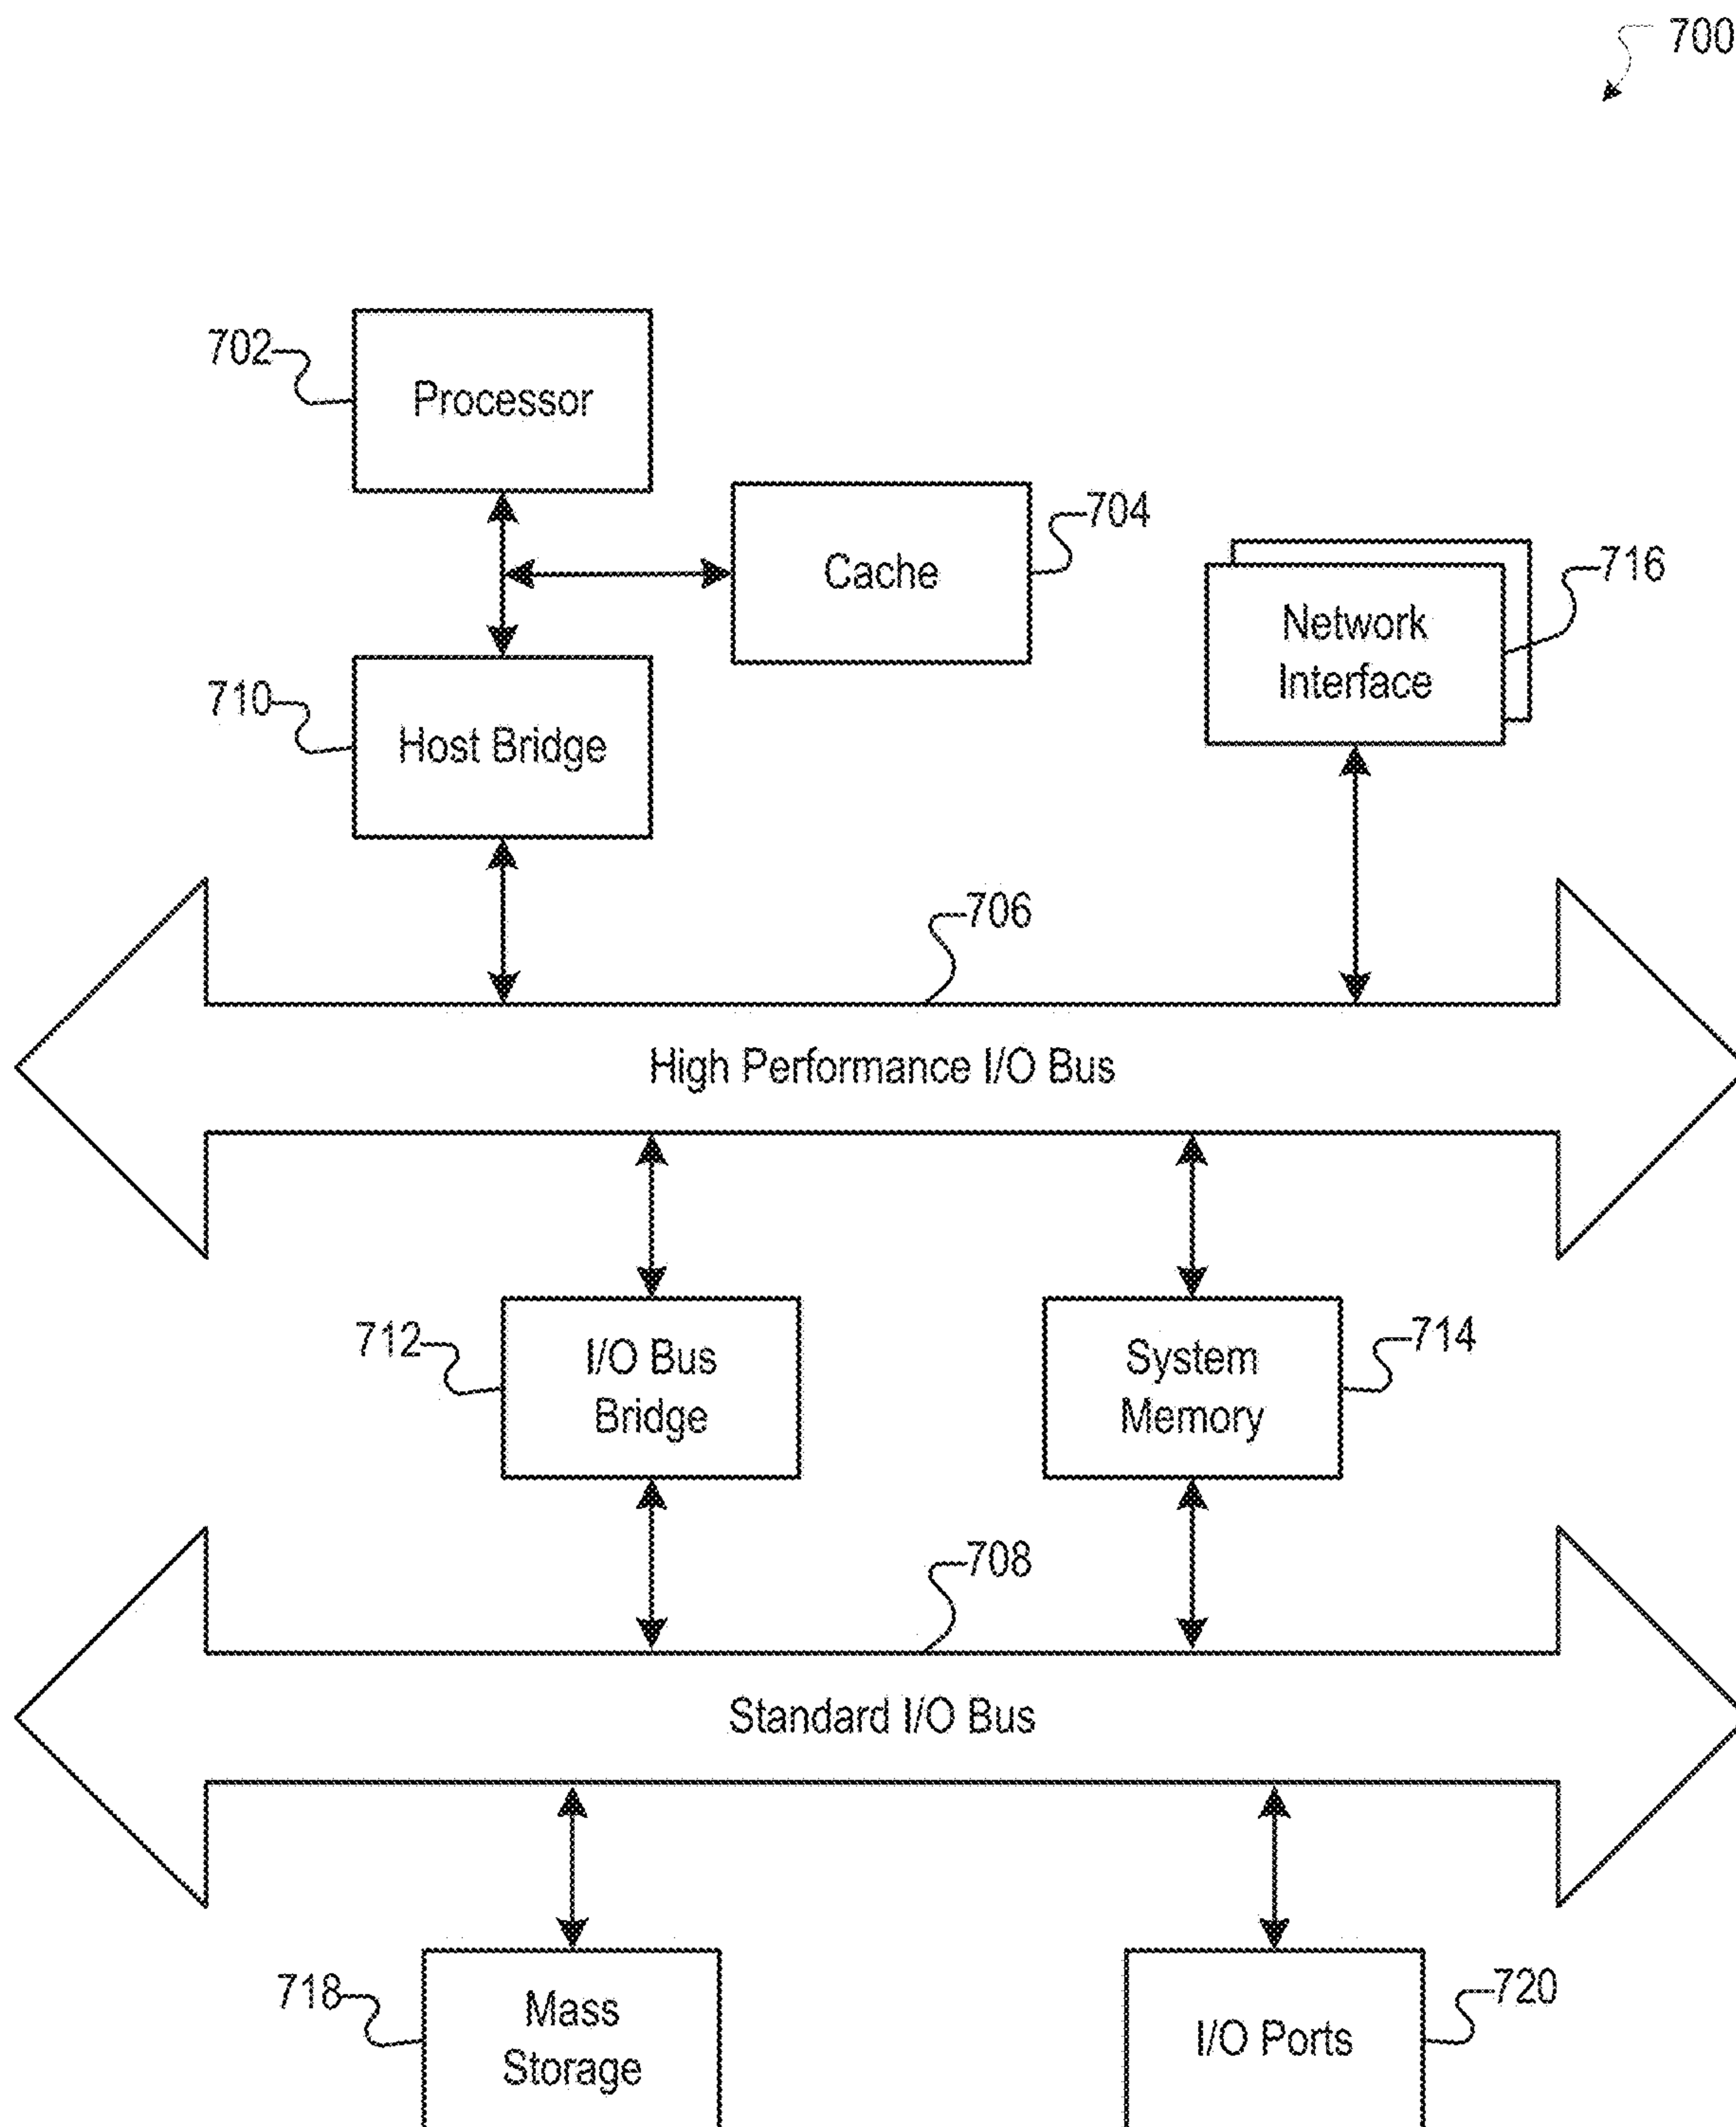 700
702
Processor
Cache
704
Network
Interface
716
710
Host Bridge
706
High Performance I/O Bus
712
I/O Bus
Bridge
System
Memory
714
708
Standard I/O Bus
718
Mass
Storage
I/O Ports
720